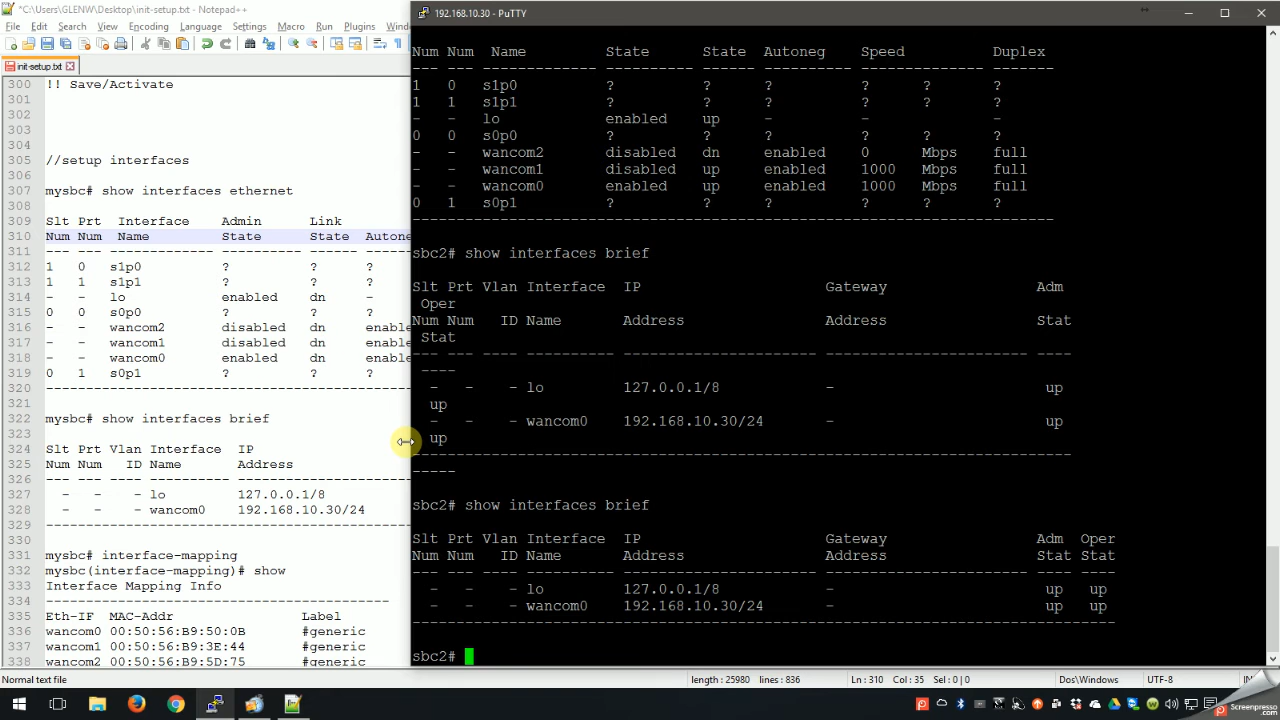 *C:\Users\GLENW\Desktop\init-setup.txt - Notepad++
File Edit Search View Encoding Language Settings Macro Run Plugins Windo
init-setup.txt
300 !! Save/Activate
301
302
303
304
305 //setup interfaces
306
307 mysbc# show interfaces ethernet
308
309 Slt Prt Interface Admin Link
310 Num Num Name State State Autone
311 --- --- ----------- ---------- ------- -----
312 1 0 s1p0 ? ? ?
313 1 1 s1p1 ? ? ?
314 - - lo enabled dn -
315 0 0 s0p0 ? ? ?
316 - - wancom2 disabled dn enable
317 - - wancom1 disabled dn enable
318 - - wancom0 enabled dn enable
319 0 1 s0p1 ? ? ?
320 ------------------------------------------------
321
322 mysbc# show interfaces brief
323
324 Slt Prt Vlan Interface IP
325 Num Num ID Name Address
326 --- --- ---- ---------- ---------------------
327 - - - lo 127.0.0.1/8
328 - - - wancom0 192.168.10.30/24
329 ------------------------------------------------
330
331 mysbc# interface-mapping
332 mysbc(interface-mapping)# show
333 Interface Mapping Info
334 -------------------------------------------
335 Eth-IF MAC-Addr Label
336 wancom0 00:50:56:B9:50:0B #generic
337 wancom1 00:50:56:B9:3E:44 #generic
338 wancom2 00:50:56:B9:5D:75 #generic
Normal text file length : 25980 lines : 836 Ln : 310 Col : 35 Sel : 0 | 0 Dos\Windows UTF-8 IN
192.168.10.30 - PuTTY
Num Num Name State State Autoneg Speed Duplex
--- --- ----------- ---------- ------- ------- ------------- -------
1 0 s1p0 ? ? ? ? ? ?
1 1 s1p1 ? ? ? ? ? ?
- - lo enabled up - - -
0 0 s0p0 ? ? ? ? ? ?
- - wancom2 disabled dn enabled 0 Mbps full
- - wancom1 disabled up enabled 1000 Mbps full
- - wancom0 enabled up enabled 1000 Mbps full
0 1 s0p1 ? ? ? ? ? ?
-------------------------------------------------------------------------
sbc2# show interfaces brief
Slt Prt Vlan Interface IP Gateway Adm
Oper
Num Num ID Name Address Address Stat
Stat
--- --- ---- ---------- ----------------------- ----------------------- ----
----
- - - lo 127.0.0.1/8 - up
up
- - - wancom0 192.168.10.30/24 - up
up
---------------------------------------------------------------------------
-----
sbc2# show interfaces brief
Slt Prt Vlan Interface IP Gateway Adm Oper
Num Num ID Name Address Address Stat Stat
--- --- ---- ---------- ----------------------- ----------------------- ---- ----
- - - lo 127.0.0.1/8 - up up
- - - wancom0 192.168.10.30/24 - up up
--------------------------------------------------------------------------------
sbc2#
Screenpresso
.com